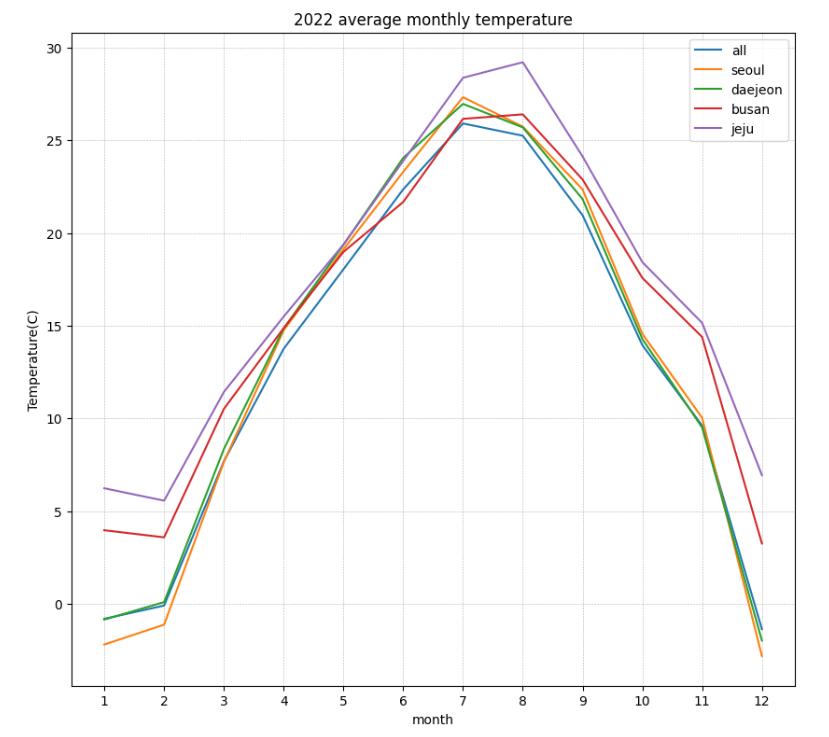 2022 average monthly temperature
all
seoul
daejeon
busan
jeju
30
25
20
15
10
5
0
Temperature(C)
1 2 3 4 5 6 7 8 9 10 11 12
month